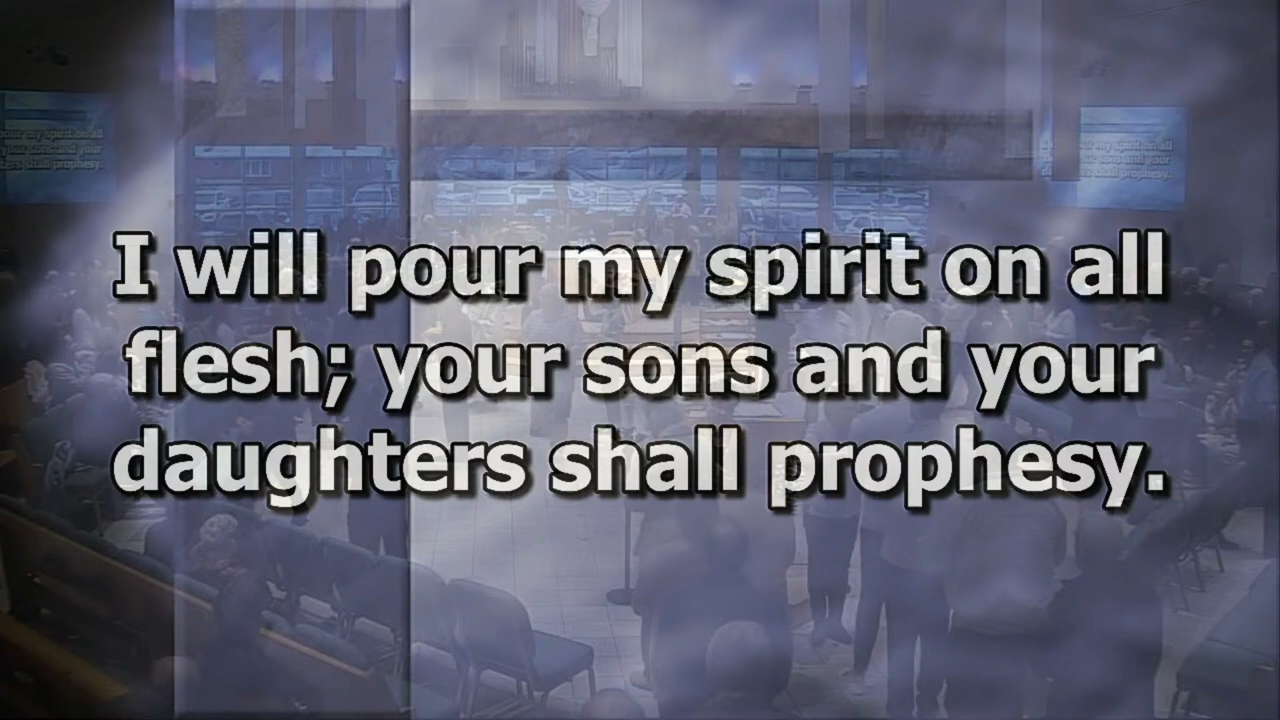 I will pour my spirit on all
flesh; your sons and your
daughters shall prophesy.